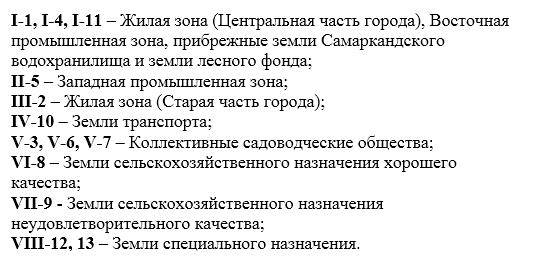 I-1, I-4, I-11 – Жилая зона (Центральная часть города), Восточная
промышленная зона, прибрежные земли Самаркандского
водохранилища и земли лесного фонда;
II-5 – Западная промышленная зона;
III-2 – Жилая зона (Старая часть города);
IV-10 – Земли транспорта;
V-3, V-6, V-7 – Коллективные садоводческие общества;
VI-8 – Земли сельскохозяйственного назначения хорошего
качества;
VII-9 - Земли сельскохозяйственного назначения
неудовлетворительного качества;
VIII-12, 13 – Земли специального назначения.